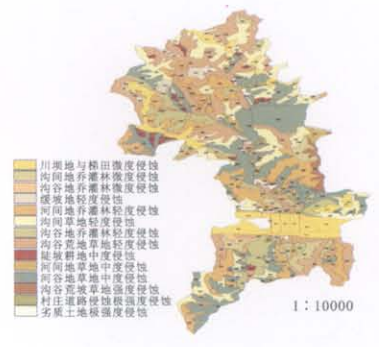 川坝地与梯田微度侵蚀
沟间地乔灌林微度侵蚀
沟谷地乔灌林微度侵蚀
缓坡地轻度侵蚀
河间地乔灌林轻度侵蚀
沟间草地轻度侵蚀
沟谷地乔灌林轻度侵蚀
沟谷荒地草地轻度侵蚀
陡坡耕地中度侵蚀
河间地草地中度侵蚀
河谷地草地中度侵蚀
沟谷荒坡草地强度侵蚀
村庄道路侵蚀极强度侵蚀
劣质土地极强度侵蚀
1∶10000